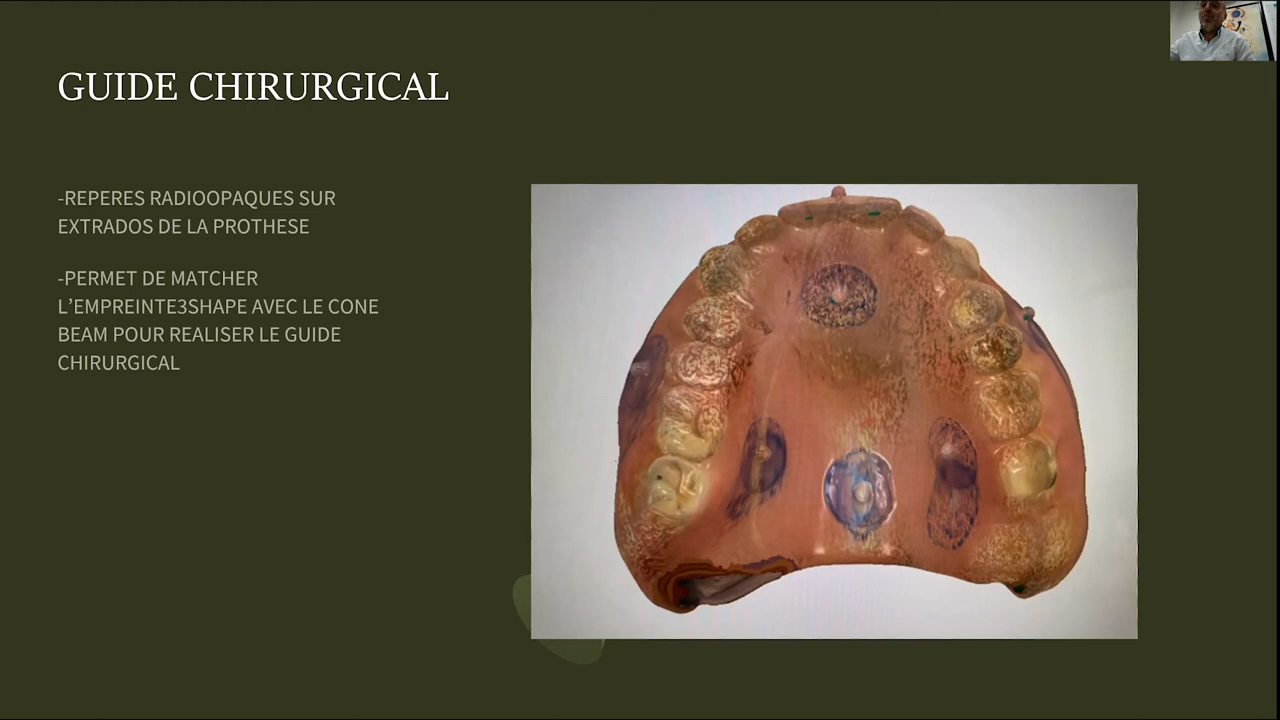 GUIDE CHIRURGICAL
-REPERES RADIOOPAQUES SUR
EXTRADOS DE LA PROTHESE
-PERMET DE MATCHER
L’EMPREINTE3SHAPE AVEC LE CONE
BEAM POUR REALISER LE GUIDE
CHIRURGICAL